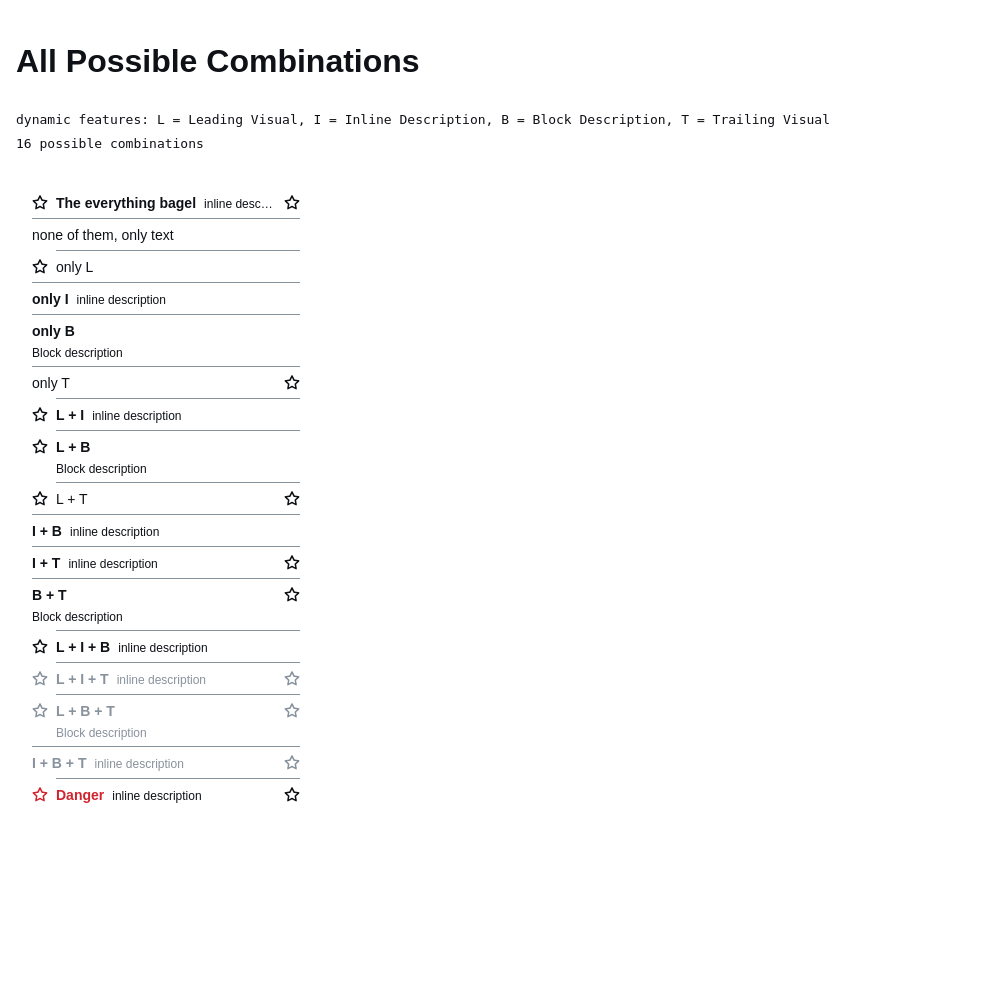 All Possible Combinations
dynamic features: L = Leading Visual, I = Inline Description, B = Block Description, T = Trailing Visual
16 possible combinations
The everything bagel inline desc…
none of them, only text
only L
only I inline description
only B
Block description
only T
L + I inline description
L + B
Block description
L + T
I + B inline description
I + T inline description
B + T
Block description
L + I + B inline description
L + I + T inline description
L + B + T
Block description
I + B + T inline description
Danger inline description